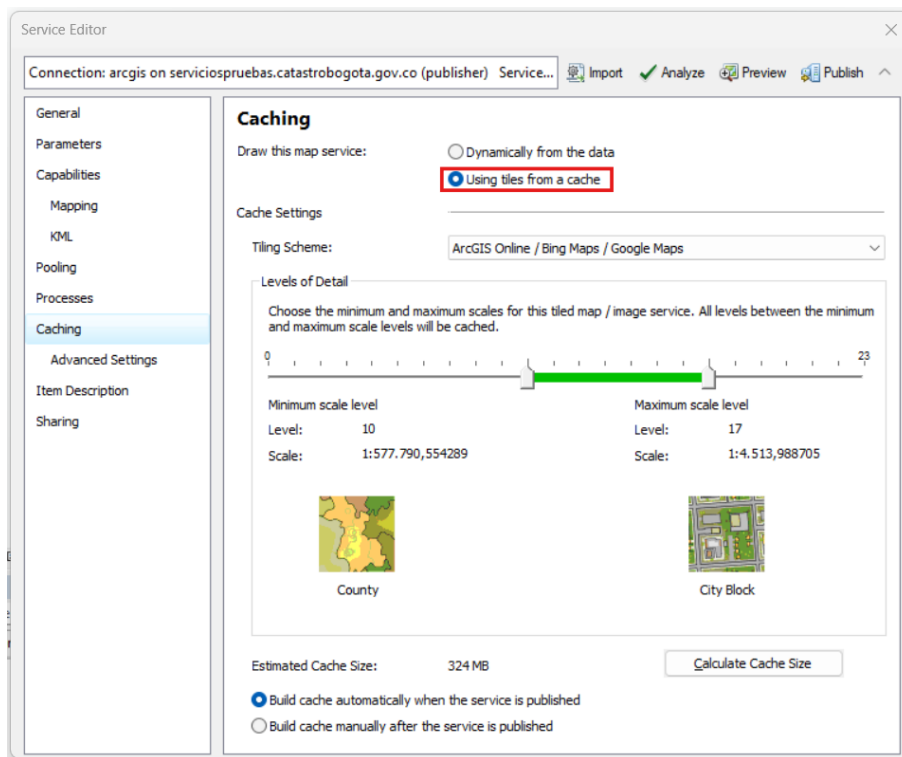 Service Editor
Connection: arcgis on serviciospruebas.catastrobogota.gov.co (publisher) Service... Import Analyze Preview Publish
General
Parameters
Capabilities
Mapping
KML
Pooling
Processes
Caching
Advanced Settings
Item Description
Sharing
Caching
Draw this map service:
Dynamically from the data
Using tiles from a cache
Cache Settings
Tiling Scheme: ArcGIS Online / Bing Maps / Google Maps
Levels of Detail
Choose the minimum and maximum scales for this tiled map / image service. All levels between the minimum
and maximum scale levels will be cached.
0 23
Minimum scale level
Level: 10
Scale: 1:577.790,554289
County
Maximum scale level
Level: 17
Scale: 1:4.513,988705
City Block
Estimated Cache Size: 324 MB Calculate Cache Size
Build cache automatically when the service is published
Build cache manually after the service is published